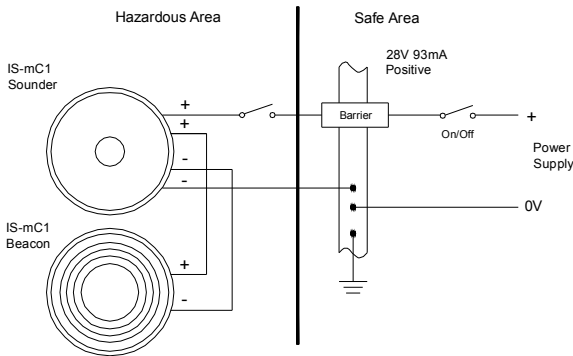 Hazardous Area
Safe Area
28V 93mA
Positive
IS-mC1
Sounder
+
+
-
-
Barrier
On/Off
+
Power
Supply
0V
IS-mC1
Beacon
+
-